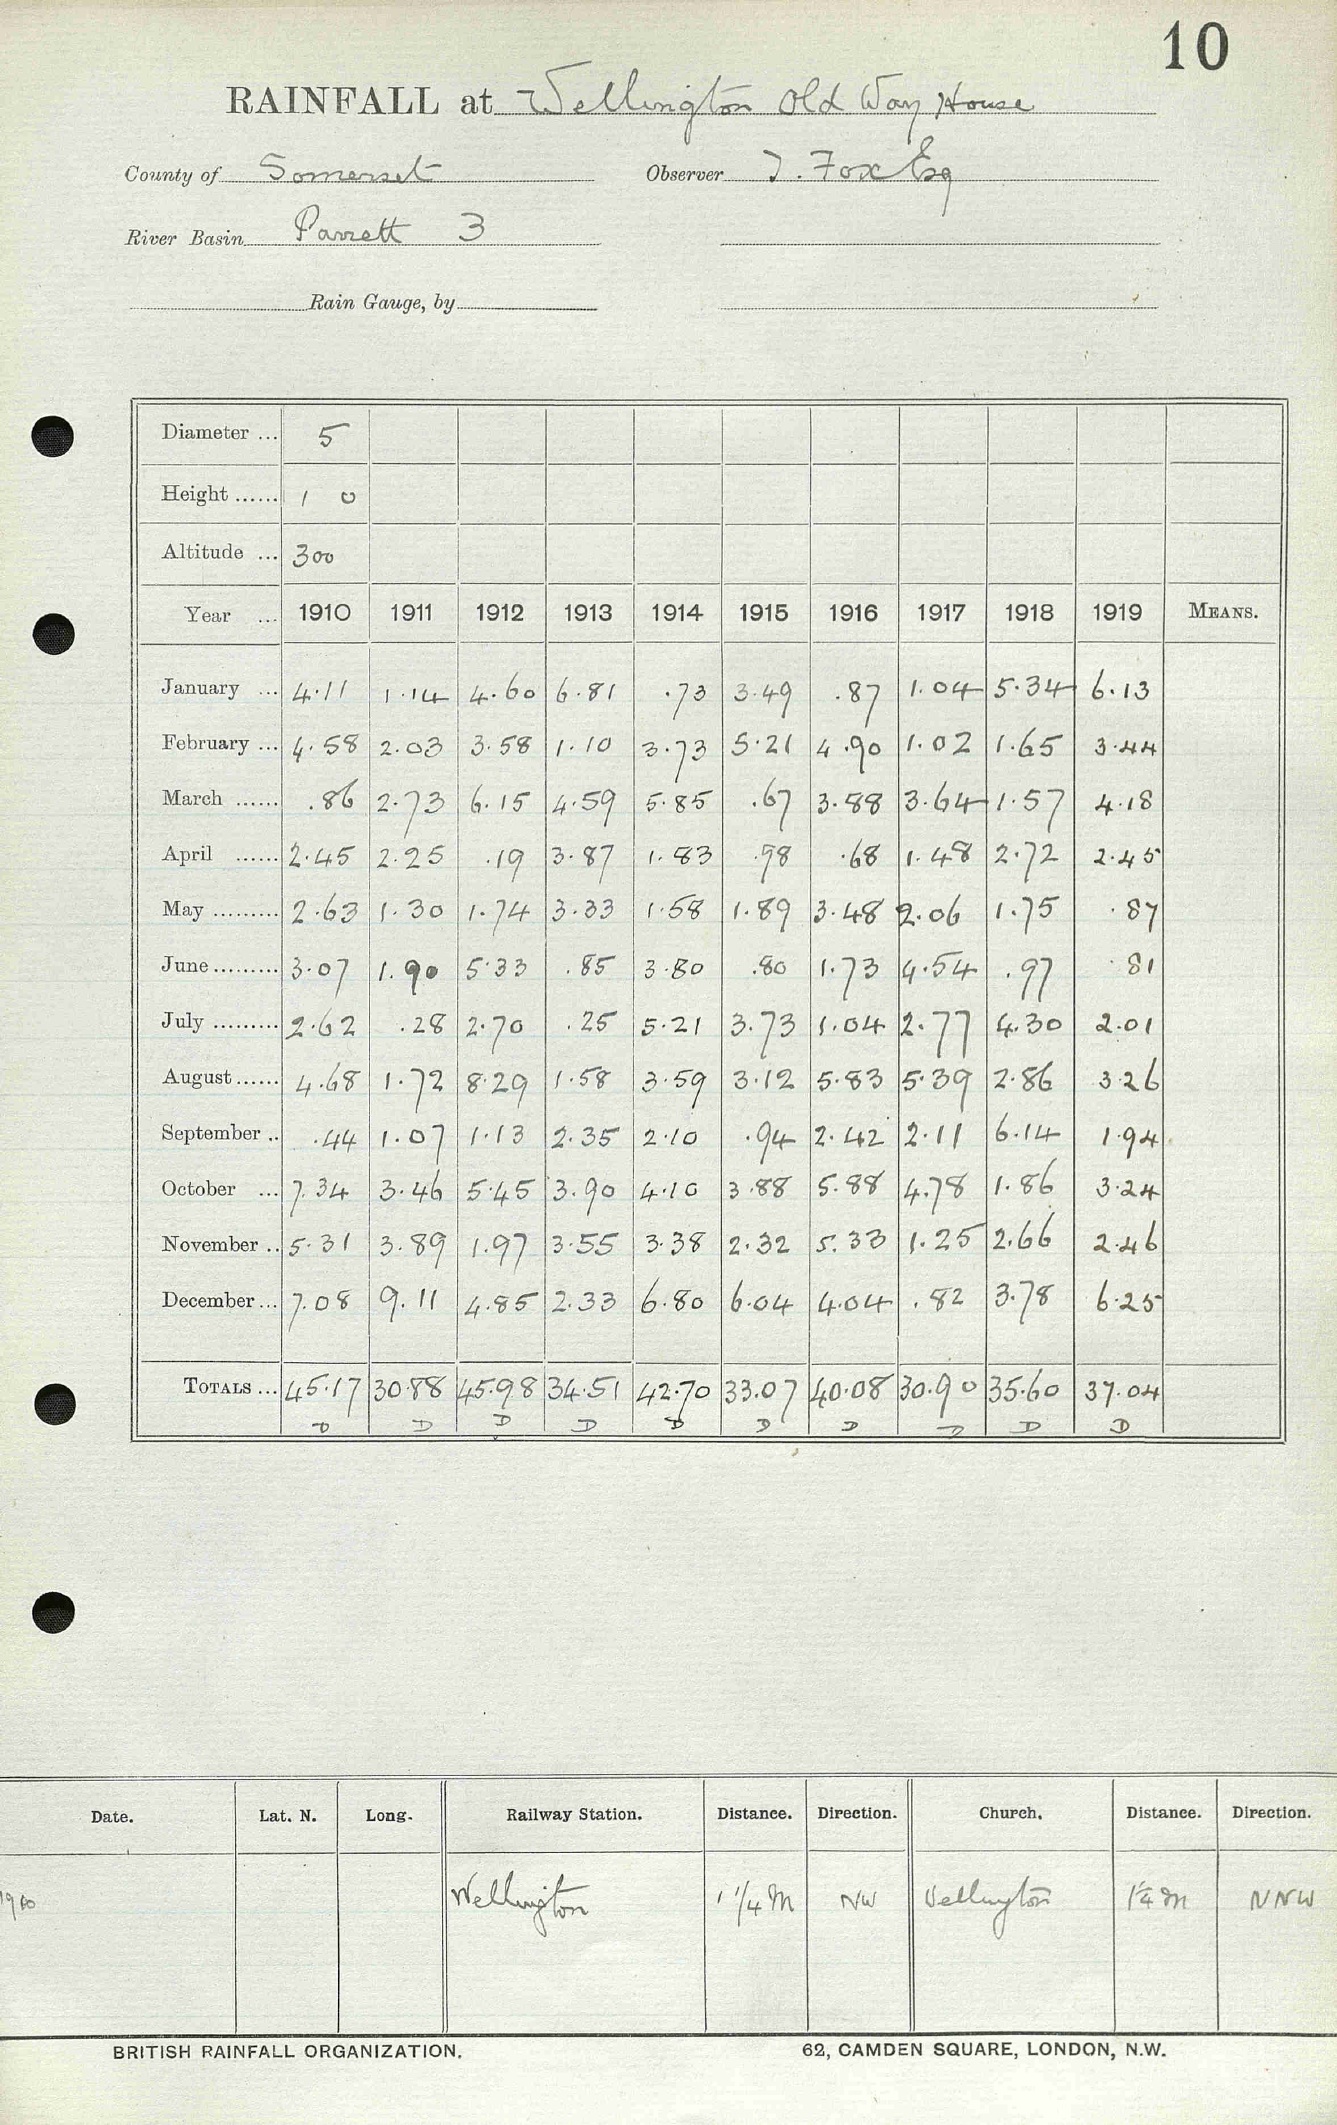 10
RAINFALL at Wellington Old Way House
County of Somerset Observer J. Fox Esq
River Basin Parrett 3
Rain Gauge, by
Diameter ... 5
Height ...... 1 0
Altitude ... 300
Year ... 1910 1911 1912 1913 1914 1915 1916 1917 1918 1919 MEANS.
January ... 4.11 1.14 4.60 6.81 .73 3.49 .87 1.04 5.34 6.13
February ... 4.58 2.03 3.58 1.10 3.73 5.21 4.90 1.02 1.65 3.44
March ...... .86 2.73 6.15 4.59 5.85 .67 3.88 3.64 1.57 4.18
April ...... 2.45 2.25 .19 3.87 1.83 .98 .68 1.48 2.72 2.45
May ......... 2.63 1.30 1.74 3.33 1.58 1.89 3.48 2.06 1.75 .87
June ......... 3.07 1.90 5.33 .85 3.80 .80 1.73 4.54 .97 .81
July ......... 2.62 .28 2.70 .25 5.21 3.73 1.04 2.77 4.30 2.01
August ...... 4.68 1.72 8.29 1.58 3.59 3.12 5.83 5.39 2.86 3.26
September .. .44 1.07 1.13 2.35 2.10 .94 2.42 2.11 6.14 1.94
October ... 7.34 3.46 5.45 3.90 4.10 3.88 5.88 4.78 1.86 3.24
November .. 5.31 3.89 1.97 3.55 3.38 2.32 5.33 1.25 2.66 2.46
December ... 7.08 9.11 4.85 2.33 6.80 6.04 4.04 .82 3.78 6.25
TOTALS ... 45.17 30.88 45.98 34.51 42.70 33.07 40.08 30.90 35.60 37.04
D D D D D D D D D D
Date. Lat. N. Long. Railway Station. Distance. Direction. Church. Distance. Direction.
Wellington 1 1/4 m NW Wellington 1 1/4 m NNW
BRITISH RAINFALL ORGANIZATION. 62, CAMDEN SQUARE, LONDON, N.W.